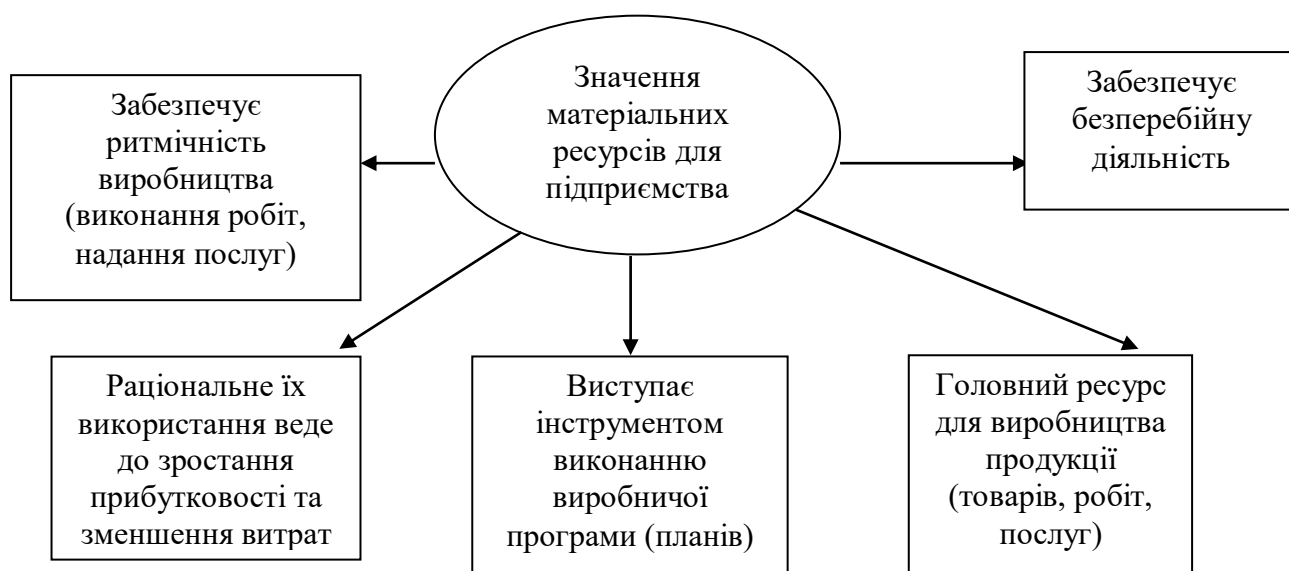 Значення
матеріальних
ресурсів для
підприємства
Забезпечує
ритмічність
виробництва
(виконання робіт,
надання послуг)
Забезпечує
безперебійну
діяльність
Раціональне їх
використання веде
до зростання
прибутковості та
зменшення витрат
Виступає
інструментом
виконанню
виробничої
програми (планів)
Головний ресурс
для виробництва
продукції
(товарів, робіт,
послуг)